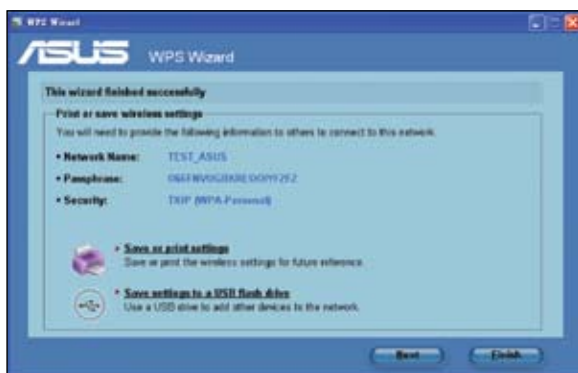 WPS Wizard
ASUS WPS Wizard
This wizard finished successfully
Print or save wireless settings
You will need to provide the following information to others to connect to this network.
• Network Name: TEST_ASUS
• Passphrase:
• Security: TKIP (WPA-Personal)
• Save or print settings
Save or print the wireless settings for future reference.
• Save settings to a USB flash drive
Use a USB drive to add other devices to the network.
Next Finish